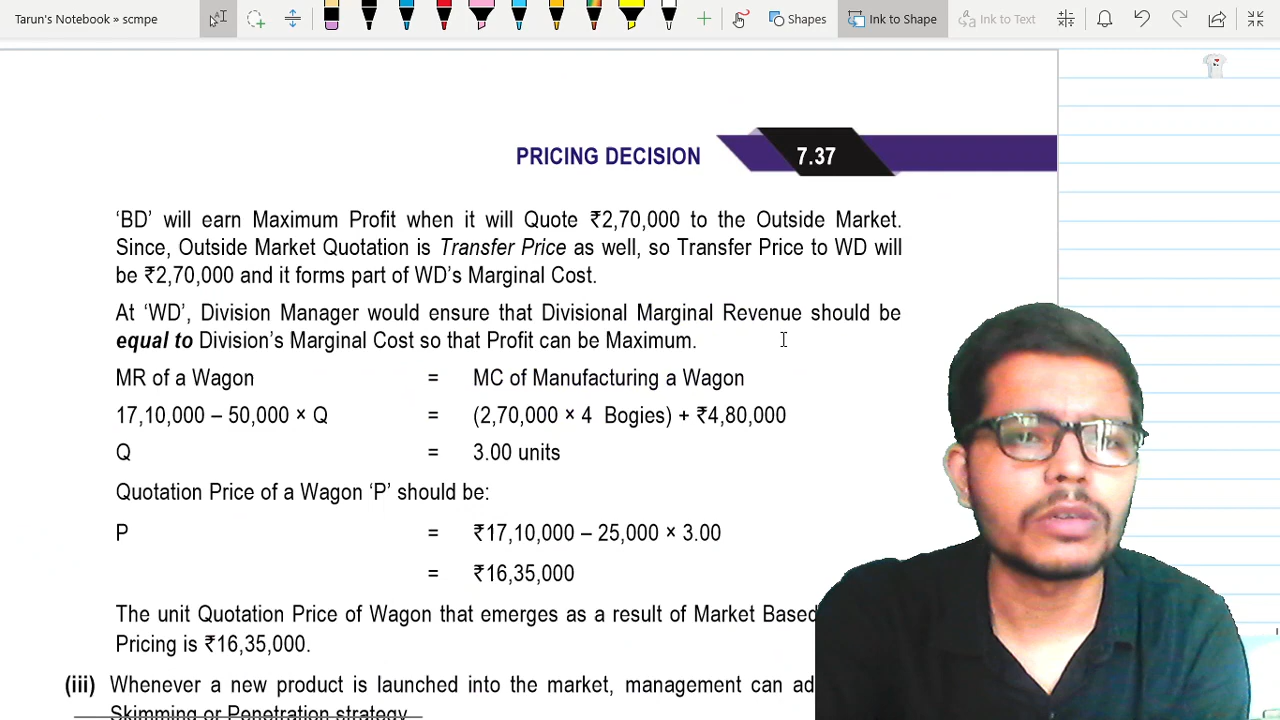 Tarun's Notebook » scmpe
Shapes
Ink to Shape
Ink to Text
PRICING DECISION 7.37
‘BD’ will earn Maximum Profit when it will Quote ₹2,70,000 to the Outside Market.
Since, Outside Market Quotation is Transfer Price as well, so Transfer Price to WD will
be ₹2,70,000 and it forms part of WD’s Marginal Cost.
At ‘WD’, Division Manager would ensure that Divisional Marginal Revenue should be
equal to Division’s Marginal Cost so that Profit can be Maximum.
MR of a Wagon = MC of Manufacturing a Wagon
17,10,000 – 50,000 × Q = (2,70,000 × 4 Bogies) + ₹4,80,000
Q = 3.00 units
Quotation Price of a Wagon ‘P’ should be:
P = ₹17,10,000 – 25,000 × 3.00
= ₹16,35,000
The unit Quotation Price of Wagon that emerges as a result of Market Based
Pricing is ₹16,35,000.
(iii) Whenever a new product is launched into the market, management can
Skimming or Penetration strategy